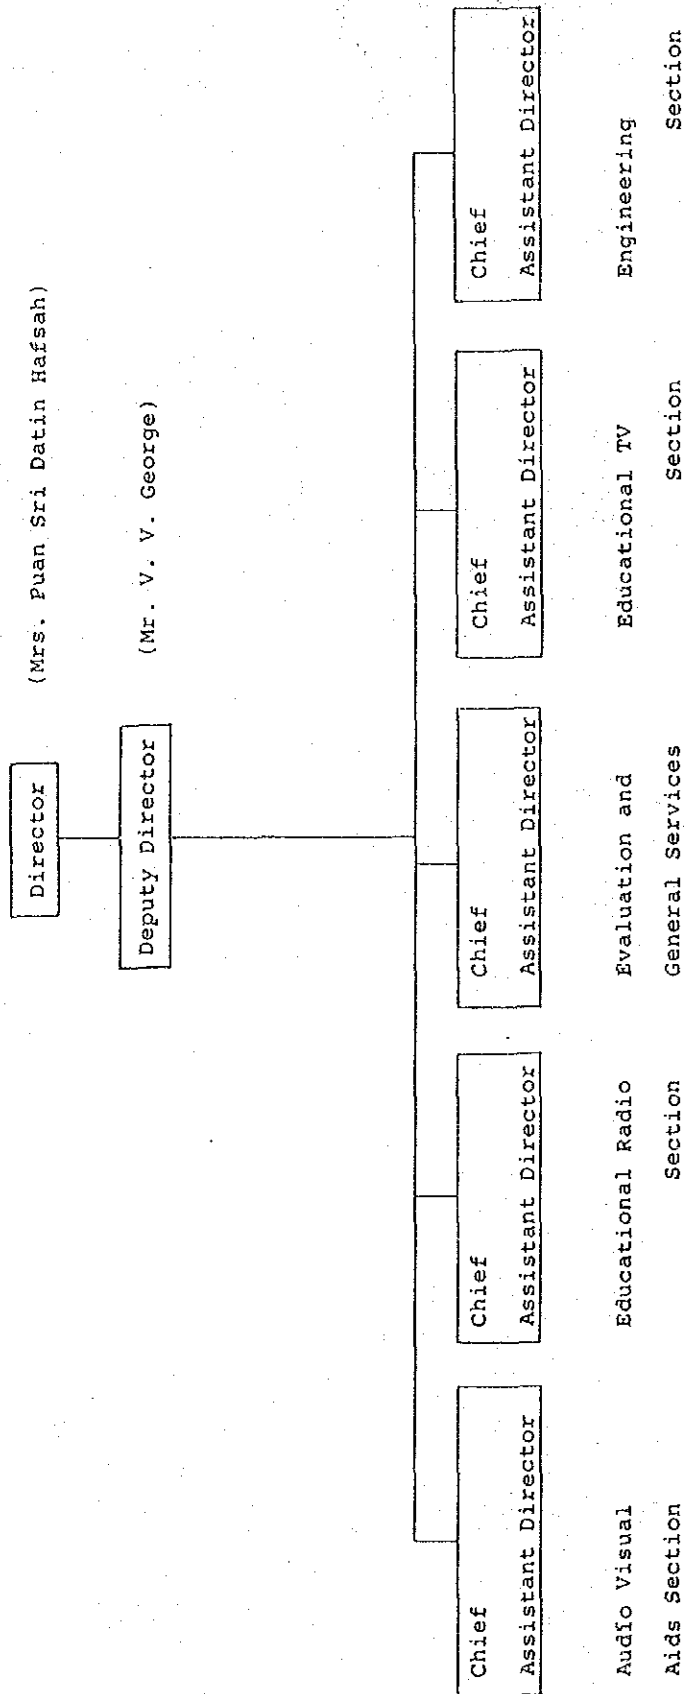 Director
(Mrs. Puan Sri Datin Hafsah)
Deputy Director
(Mr. V. V. George)
Chief
Assistant Director
Chief
Assistant Director
Chief
Assistant Director
Chief
Assistant Director
Chief
Assistant Director
Audio Visual
Aids Section
Educational Radio
Section
Evaluation and
General Services
Educational TV
Section
Engineering
Section